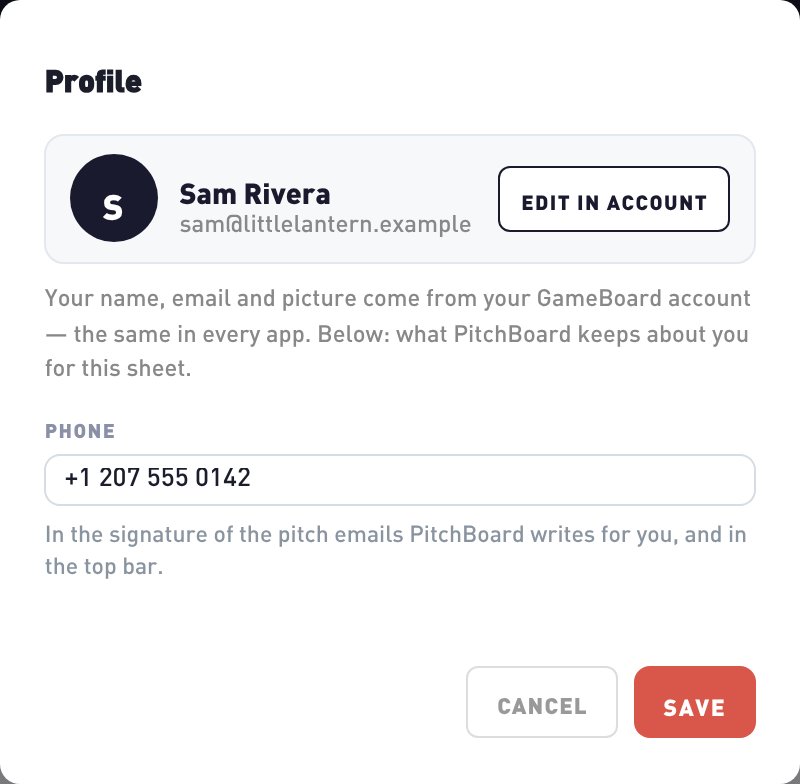 Profile
S
Sam Rivera
sam@littlelantern.example
EDIT IN ACCOUNT
Your name, email and picture come from your GameBoard account
— the same in every app. Below: what PitchBoard keeps about you
for this sheet.
PHONE
+1 207 555 0142
In the signature of the pitch emails PitchBoard writes for you, and in
the top bar.
CANCEL
SAVE